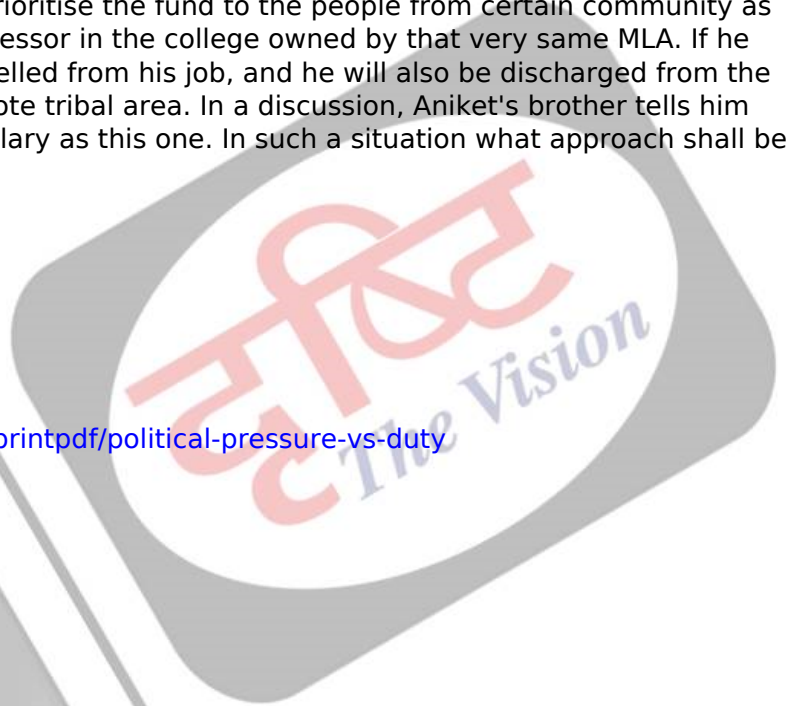 rioritise the fund to the people from certain community as
essor in the college owned by that very same MLA. If he
elled from his job, and he will also be discharged from the
ote tribal area. In a discussion, Aniket's brother tells him
lary as this one. In such a situation what approach shall be
दृष्टि
The Vision
printpdf/political-pressure-vs-duty